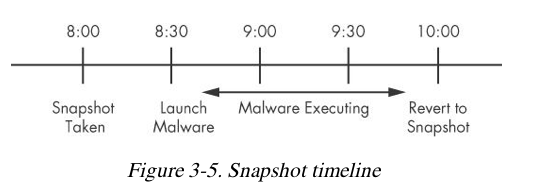 8:00 8:30 9:00 9:30 10:00
Snapshot Launch Malware Executing Revert to
Taken Malware Snapshot
Figure 3-5. Snapshot timeline